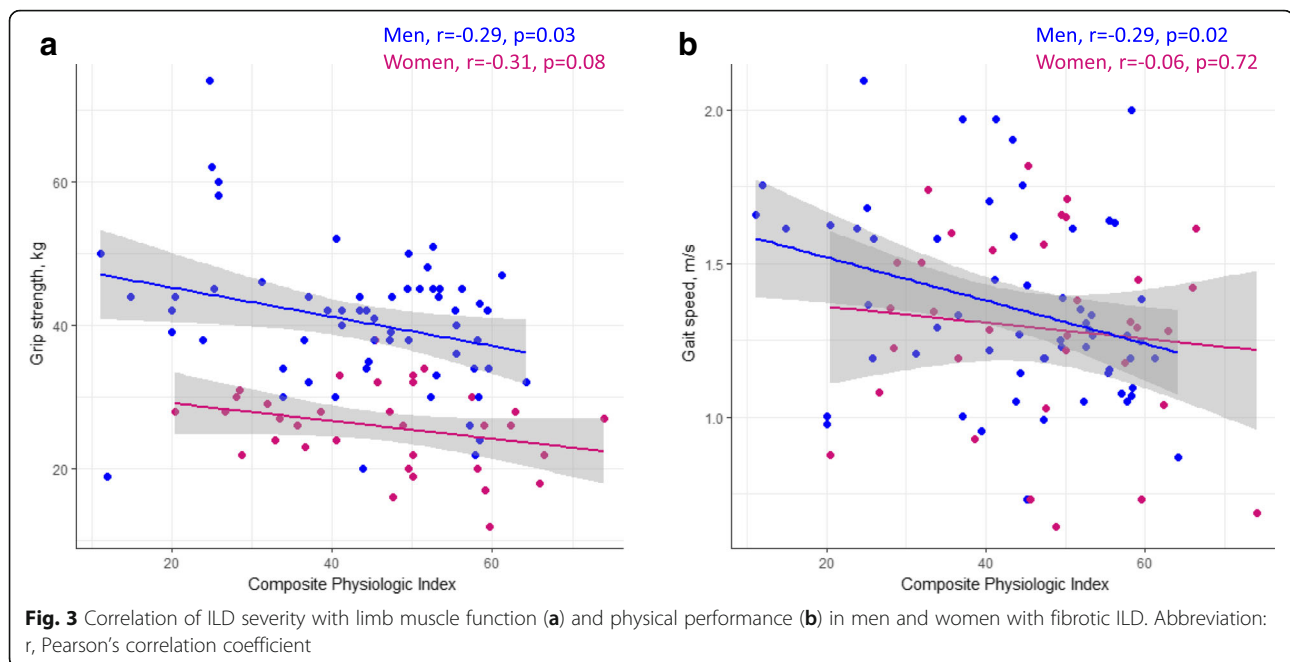 a
Men, r=-0.29, p=0.03
Women, r=-0.31, p=0.08
Grip strength, kg
60
40
20
20
40
60
Composite Physiologic Index
b
Men, r=-0.29, p=0.02
Women, r=-0.06, p=0.72
Gait speed, m/s
2.0
1.5
1.0
20
40
60
Composite Physiologic Index
Fig. 3 Correlation of ILD severity with limb muscle function (a) and physical performance (b) in men and women with fibrotic ILD. Abbreviation:
r, Pearson's correlation coefficient